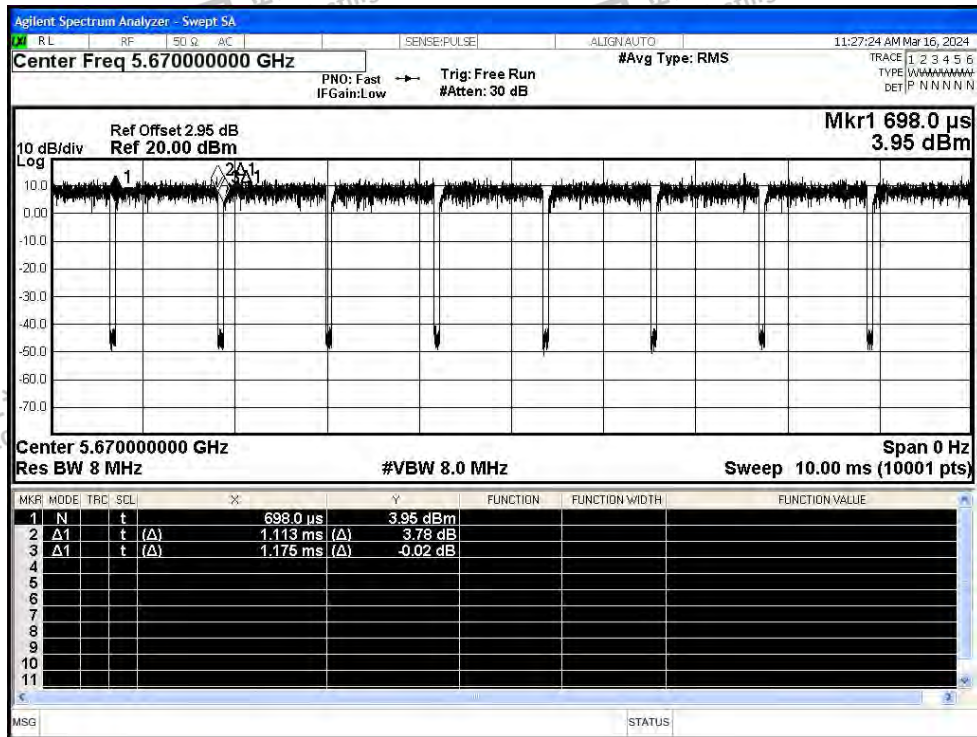 Agilent Spectrum Analyzer - Swept SA
LXI RL RF 50 Ω AC SENSE:PULSE ALIGNAUTO 11:27:24 AM Mar 16, 2024
Center Freq 5.670000000 GHz #Avg Type: RMS TRACE 1 2 3 4 5 6
PNO: Fast Trig: Free Run TYPE WWWWWW
IFGain:Low #Atten: 30 dB DET P N N N N N
Mkr1 698.0 µs
Ref Offset 2.95 dB
10 dB/div Ref 20.00 dBm 3.95 dBm
Log
1 2Δ1 3Δ1
10.0
0.00
-10.0
-20.0
-30.0
-40.0
-50.0
-60.0
-70.0
Center 5.670000000 GHz Span 0 Hz
Res BW 8 MHz #VBW 8.0 MHz Sweep 10.00 ms (10001 pts)
MKR MODE TRC SCL X Y FUNCTION FUNCTION WIDTH FUNCTION VALUE
1 N t 698.0 µs 3.95 dBm
2 Δ1 t (Δ) 1.113 ms (Δ) 3.78 dB
3 Δ1 t (Δ) 1.175 ms (Δ) -0.02 dB
4
5
6
7
8
9
10
11
MSG STATUS